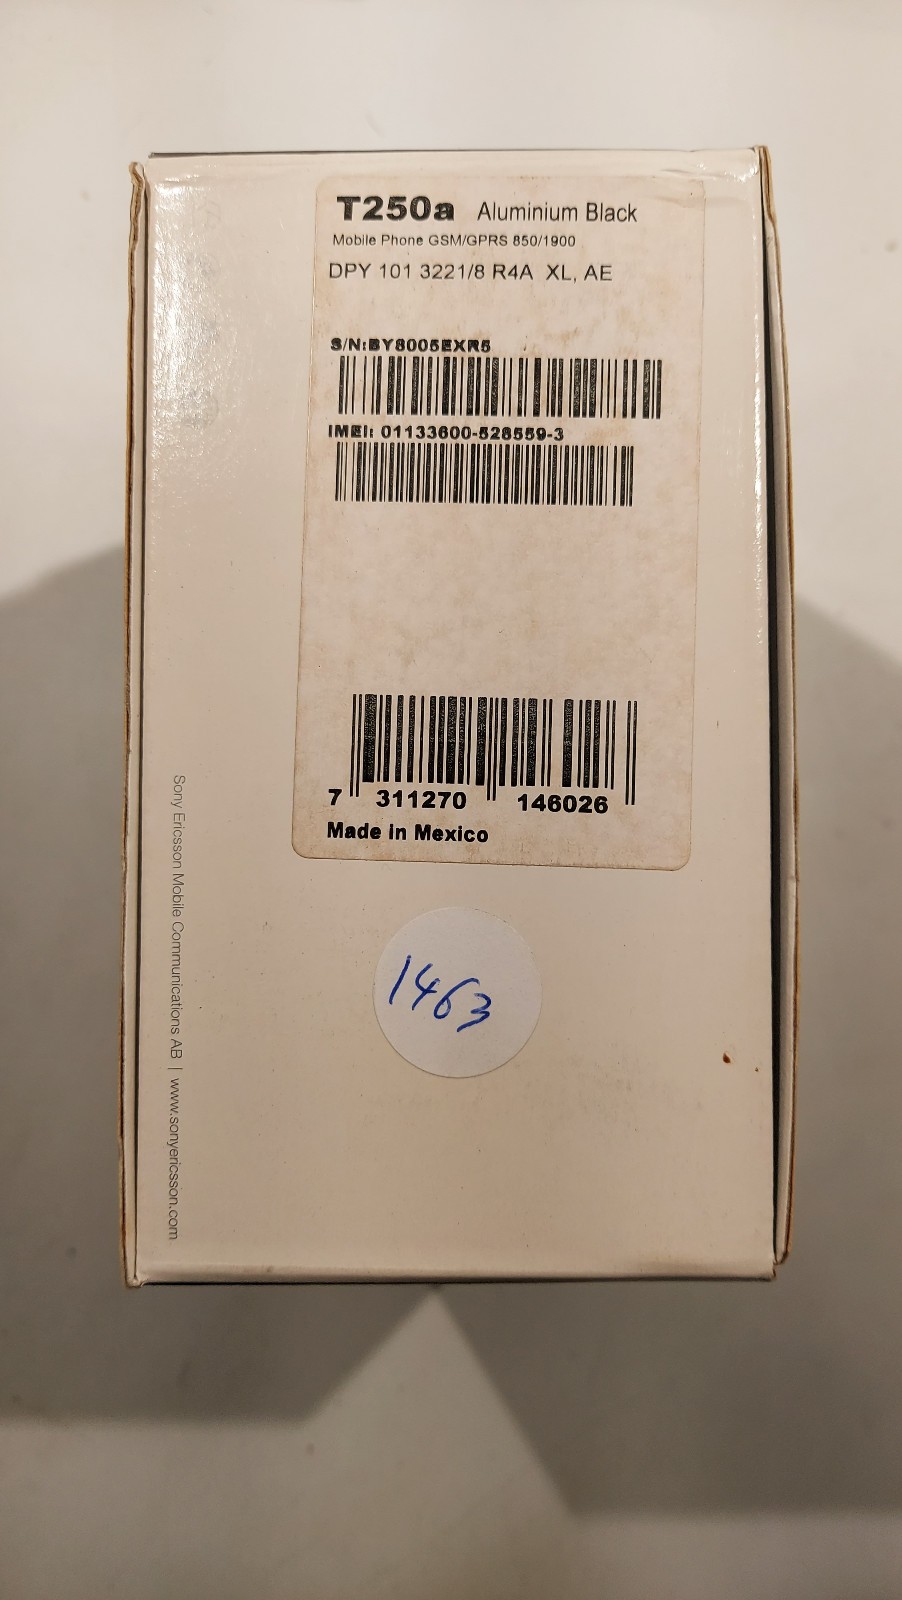 T250a Aluminium Black
Mobile Phone GSM/GPRS 850/1900
DPY 101 3221/8 R4A XL, AE
S/N:BY8005EXR5
IMEI: 01133600-528559-3
7 311270 146026
Made in Mexico
1463
Sony Ericsson Mobile Communications AB | www.sonyericsson.com